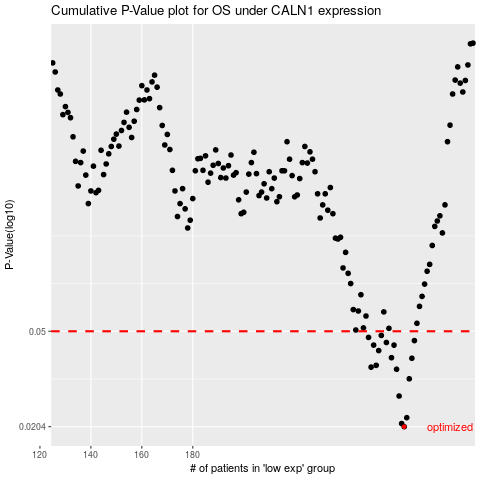 Cumulative P-Value plot for OS under CALN1 expression
P-Value(log10)
0.05
0.0204
optimized
120 140 160 180
# of patients in 'low exp' group